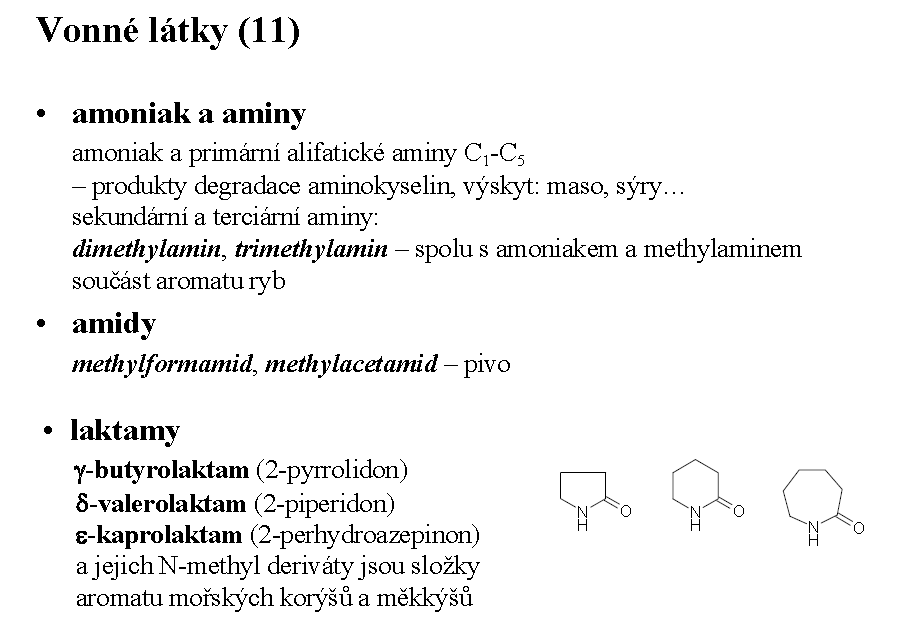 Vonné látky (11)
• amoniak a aminy
amoniak a primární alifatické aminy C₁-C₅
– produkty degradace aminokyselin, výskyt: maso, sýry…
sekundární a terciární aminy:
dimethylamin, trimethylamin – spolu s amoniakem a methylaminem
součást aromatu ryb
• amidy
methylformamid, methylacetamid – pivo
• laktamy
γ-butyrolaktam (2-pyrrolidon)
δ-valerolaktam (2-piperidon)
ε-kaprolaktam (2-perhydroazepinon)
a jejich N-methyl deriváty jsou složky
aromatu mořských korýšů a měkkýšů
N H O
N H O
N H O